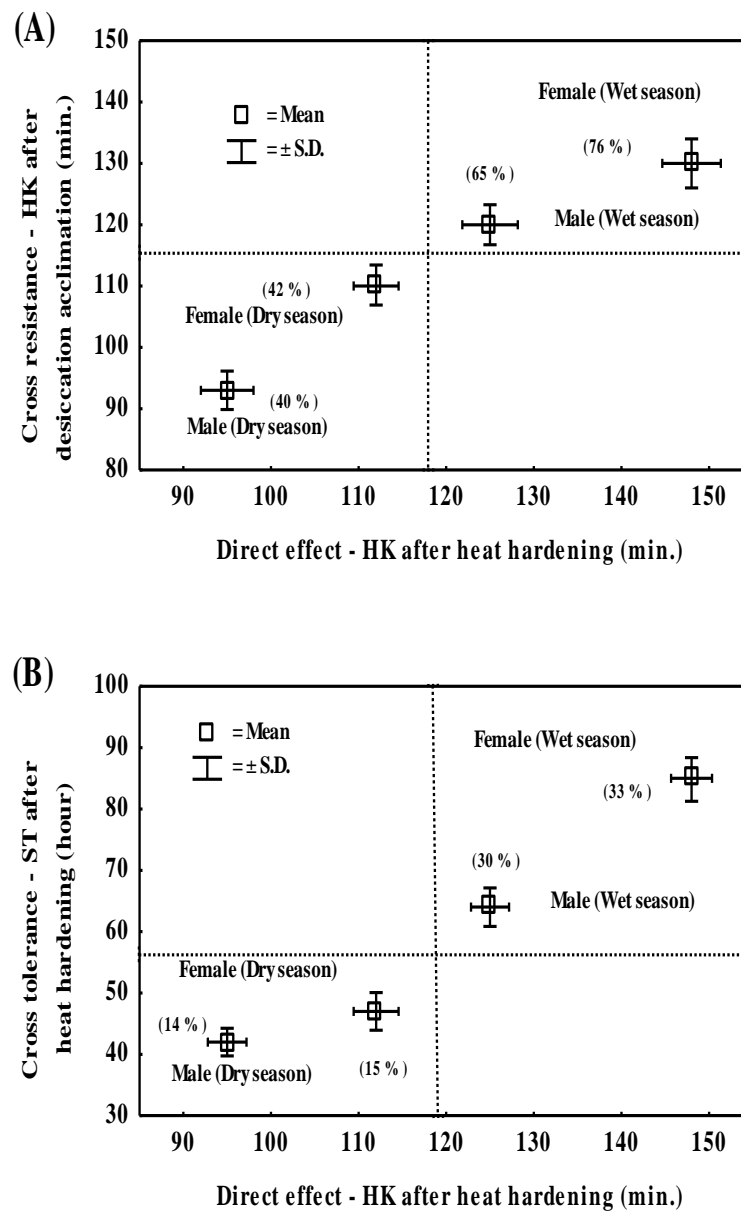 (A)
150
140
130
120
110
100
90
80
Cross resistance - HK after
desiccation acclimation (min.)
= Mean
= ± S.D.
Female (Wet season)
(76 %)
(65 %)
Male (Wet season)
(42 %)
Female (Dry season)
(40 %)
Male (Dry season)
90 100 110 120 130 140 150
Direct effect - HK after heat hardening (min.)
(B)
100
90
80
70
60
50
40
30
Cross tolerance - ST after
heat hardening (hour)
= Mean
= ± S.D.
Female (Wet season)
(33 %)
(30 %)
Male (Wet season)
Female (Dry season)
(14 %)
(15 %)
Male (Dry season)
90 100 110 120 130 140 150
Direct effect - HK after heat hardening (min.)